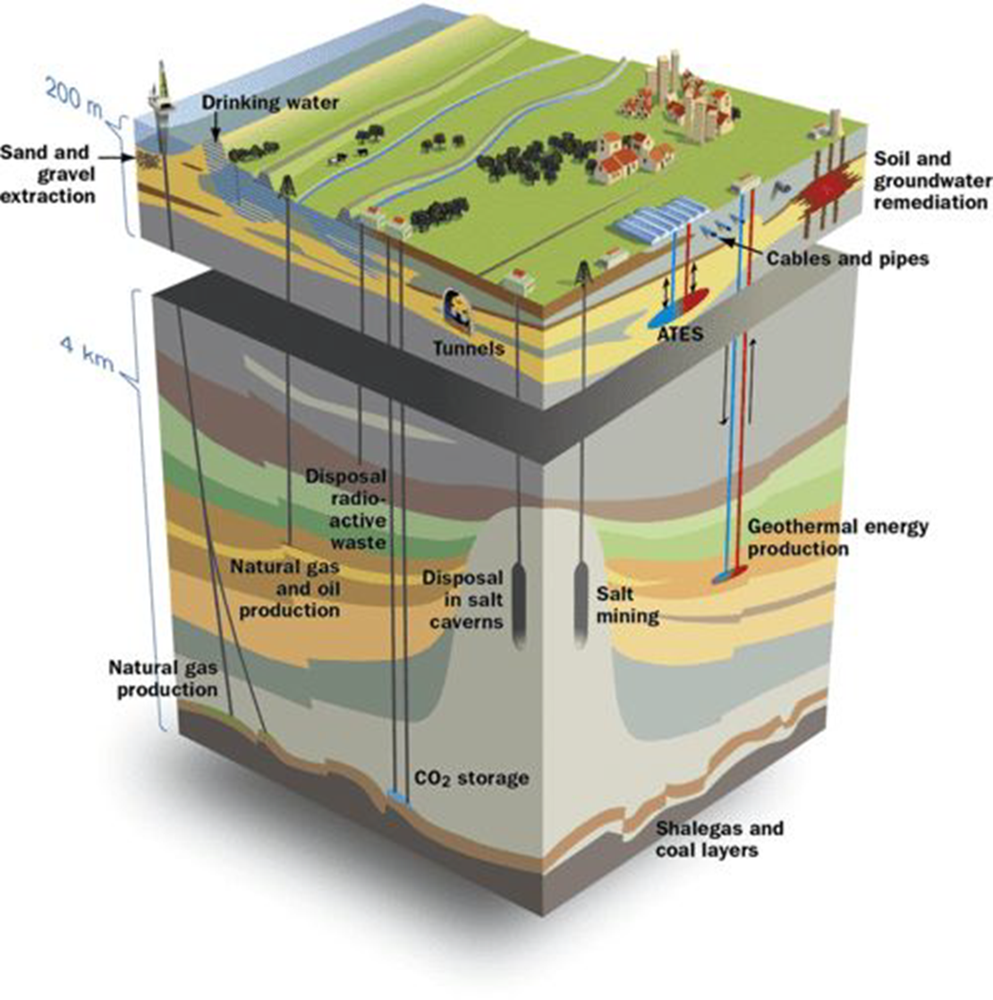 200 m
Drinking water
Sand and
gravel
extraction
Soil and
groundwater
remediation
Cables and pipes
ATES
Tunnels
4 km
Disposal
radio-
active
waste
Geothermal energy
production
Natural gas
and oil
production
Disposal
in salt
caverns
Salt
mining
Natural gas
production
CO2 storage
Shalegas and
coal layers